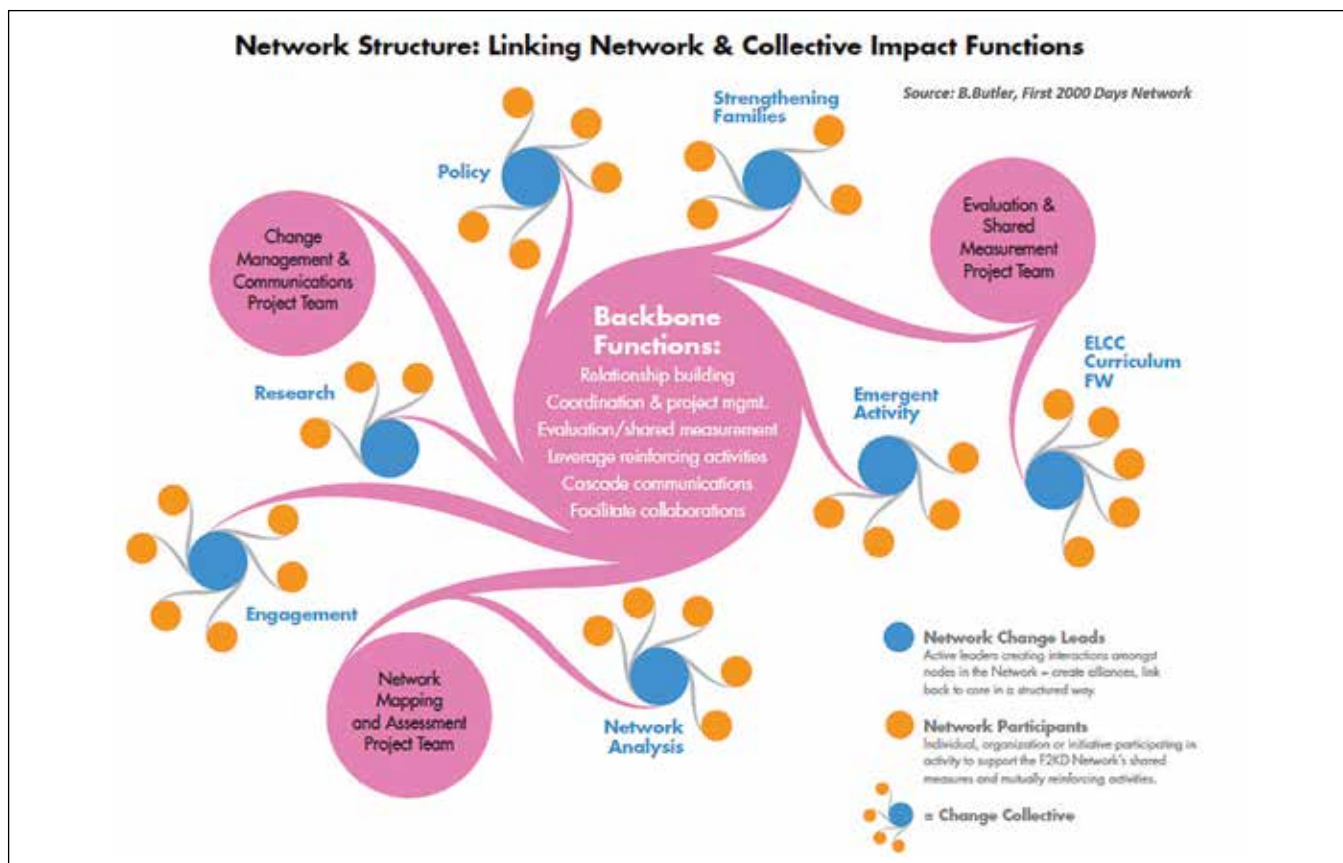 Network Structure: Linking Network & Collective Impact Functions
Source: B.Butler, First 2000 Days Network
Strengthening
Families
Policy
Evaluation &
Shared
Measurement
Project Team
Change
Management &
Communications
Project Team
Backbone
Functions:
Relationship building
Coordination & project mgmt.
Evaluation/shared measurement
Leverage reinforcing activities
Cascade communications
Facilitate collaborations
ELCC
Curriculum
FW
Research
Emergent
Activity
Engagement
Network
Mapping
and Assessment
Project Team
Network
Analysis
Network Change Leads
Active leaders creating interactions amongst
nodes in the Network = create alliances, link
back to core in a structured way.
Network Participants
Individual, organization or initiative participating in
activity to support the F2KD Network's shared
measures and mutually reinforcing activities.
= Change Collective